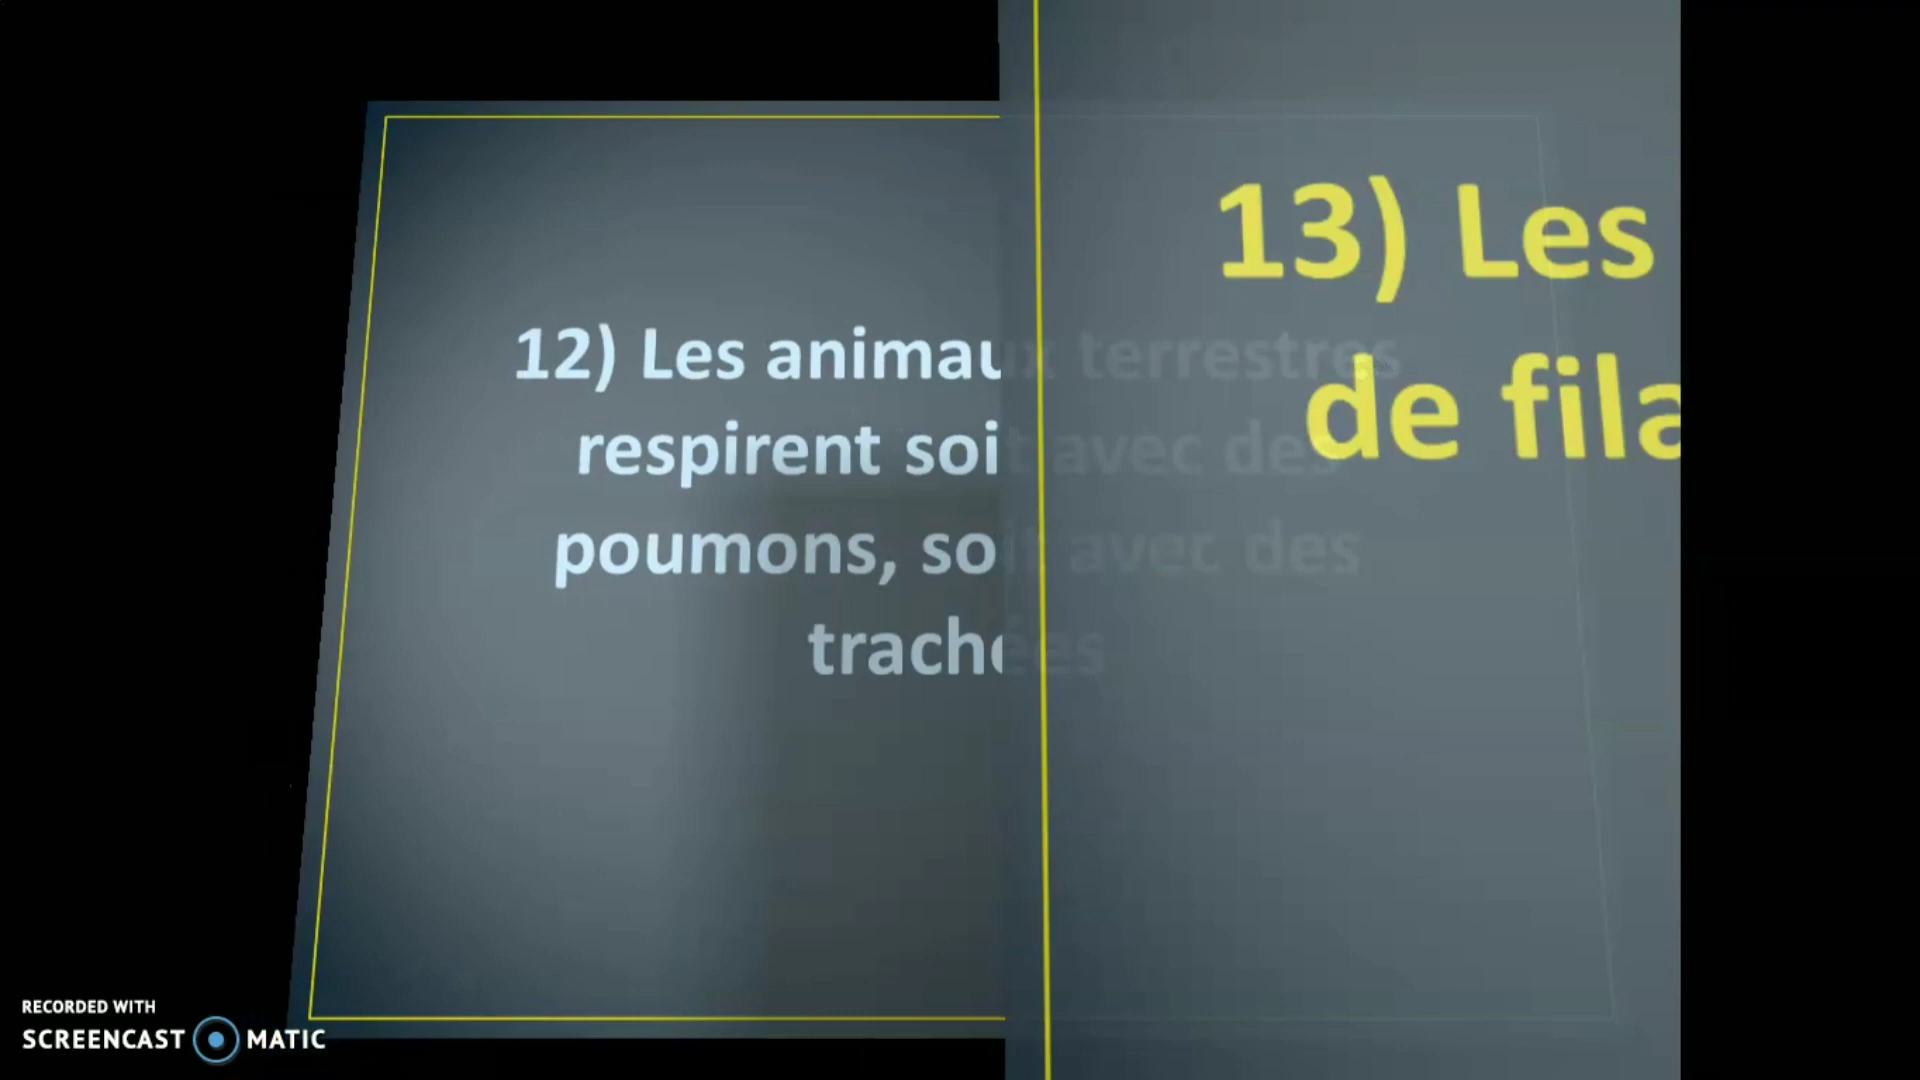 12) Les animaux terrestres
respirent soit avec des
poumons, soit avec des
trachées
13) Les
de fila
RECORDED WITH
SCREENCAST MATIC